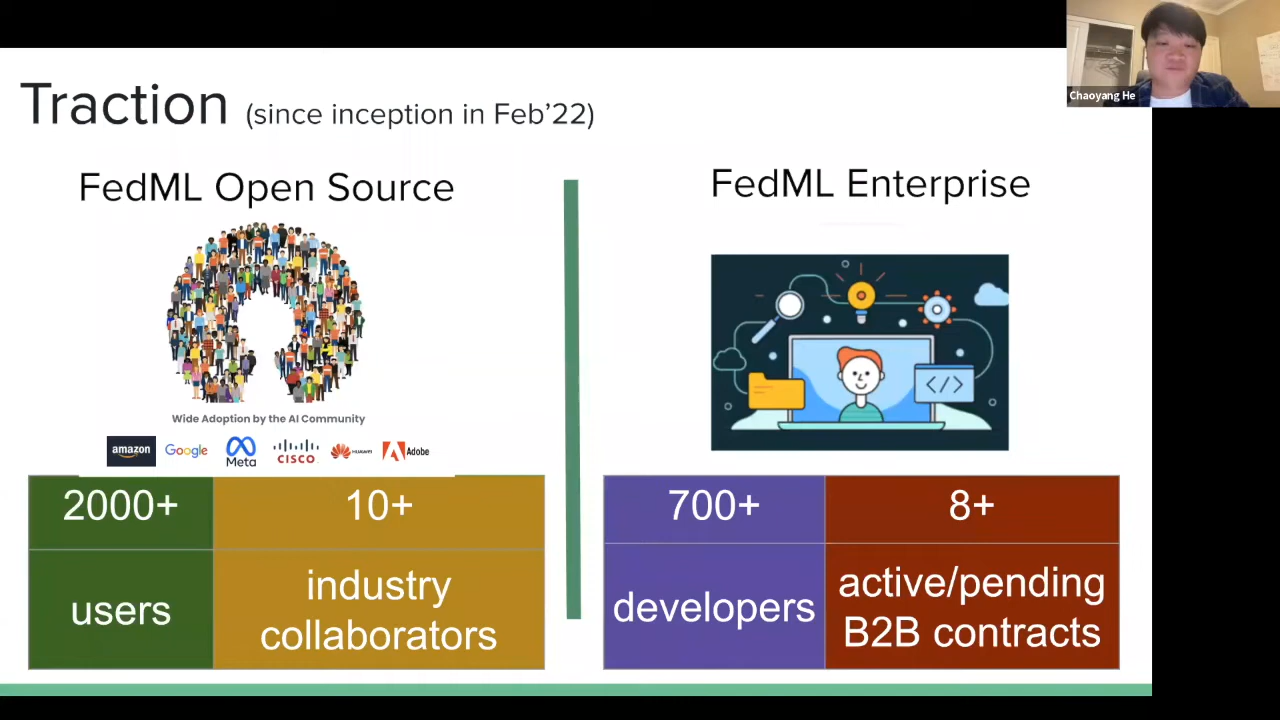 Chaoyang He
Traction (since inception in Feb’22)
FedML Open Source
Wide Adoption by the AI Community
amazon Google Meta CISCO HUAWEI Adobe
2000+ 10+
users industry
collaborators
FedML Enterprise
</>
700+ 8+
developers active/pending
B2B contracts